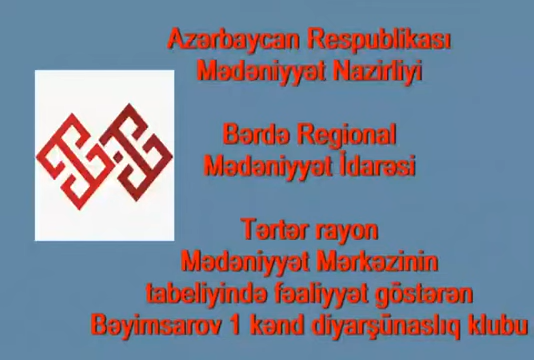 Azərbaycan Respublikası
Mədəniyyət Nazirliyi
Bərdə Regional
Mədəniyyət İdarəsi
Tərtər rayon
Mədəniyyət Mərkəzinin
tabeliyində fəaliyyət göstərən
Bəyimsarov 1 kənd diyarşünaslıq klubu